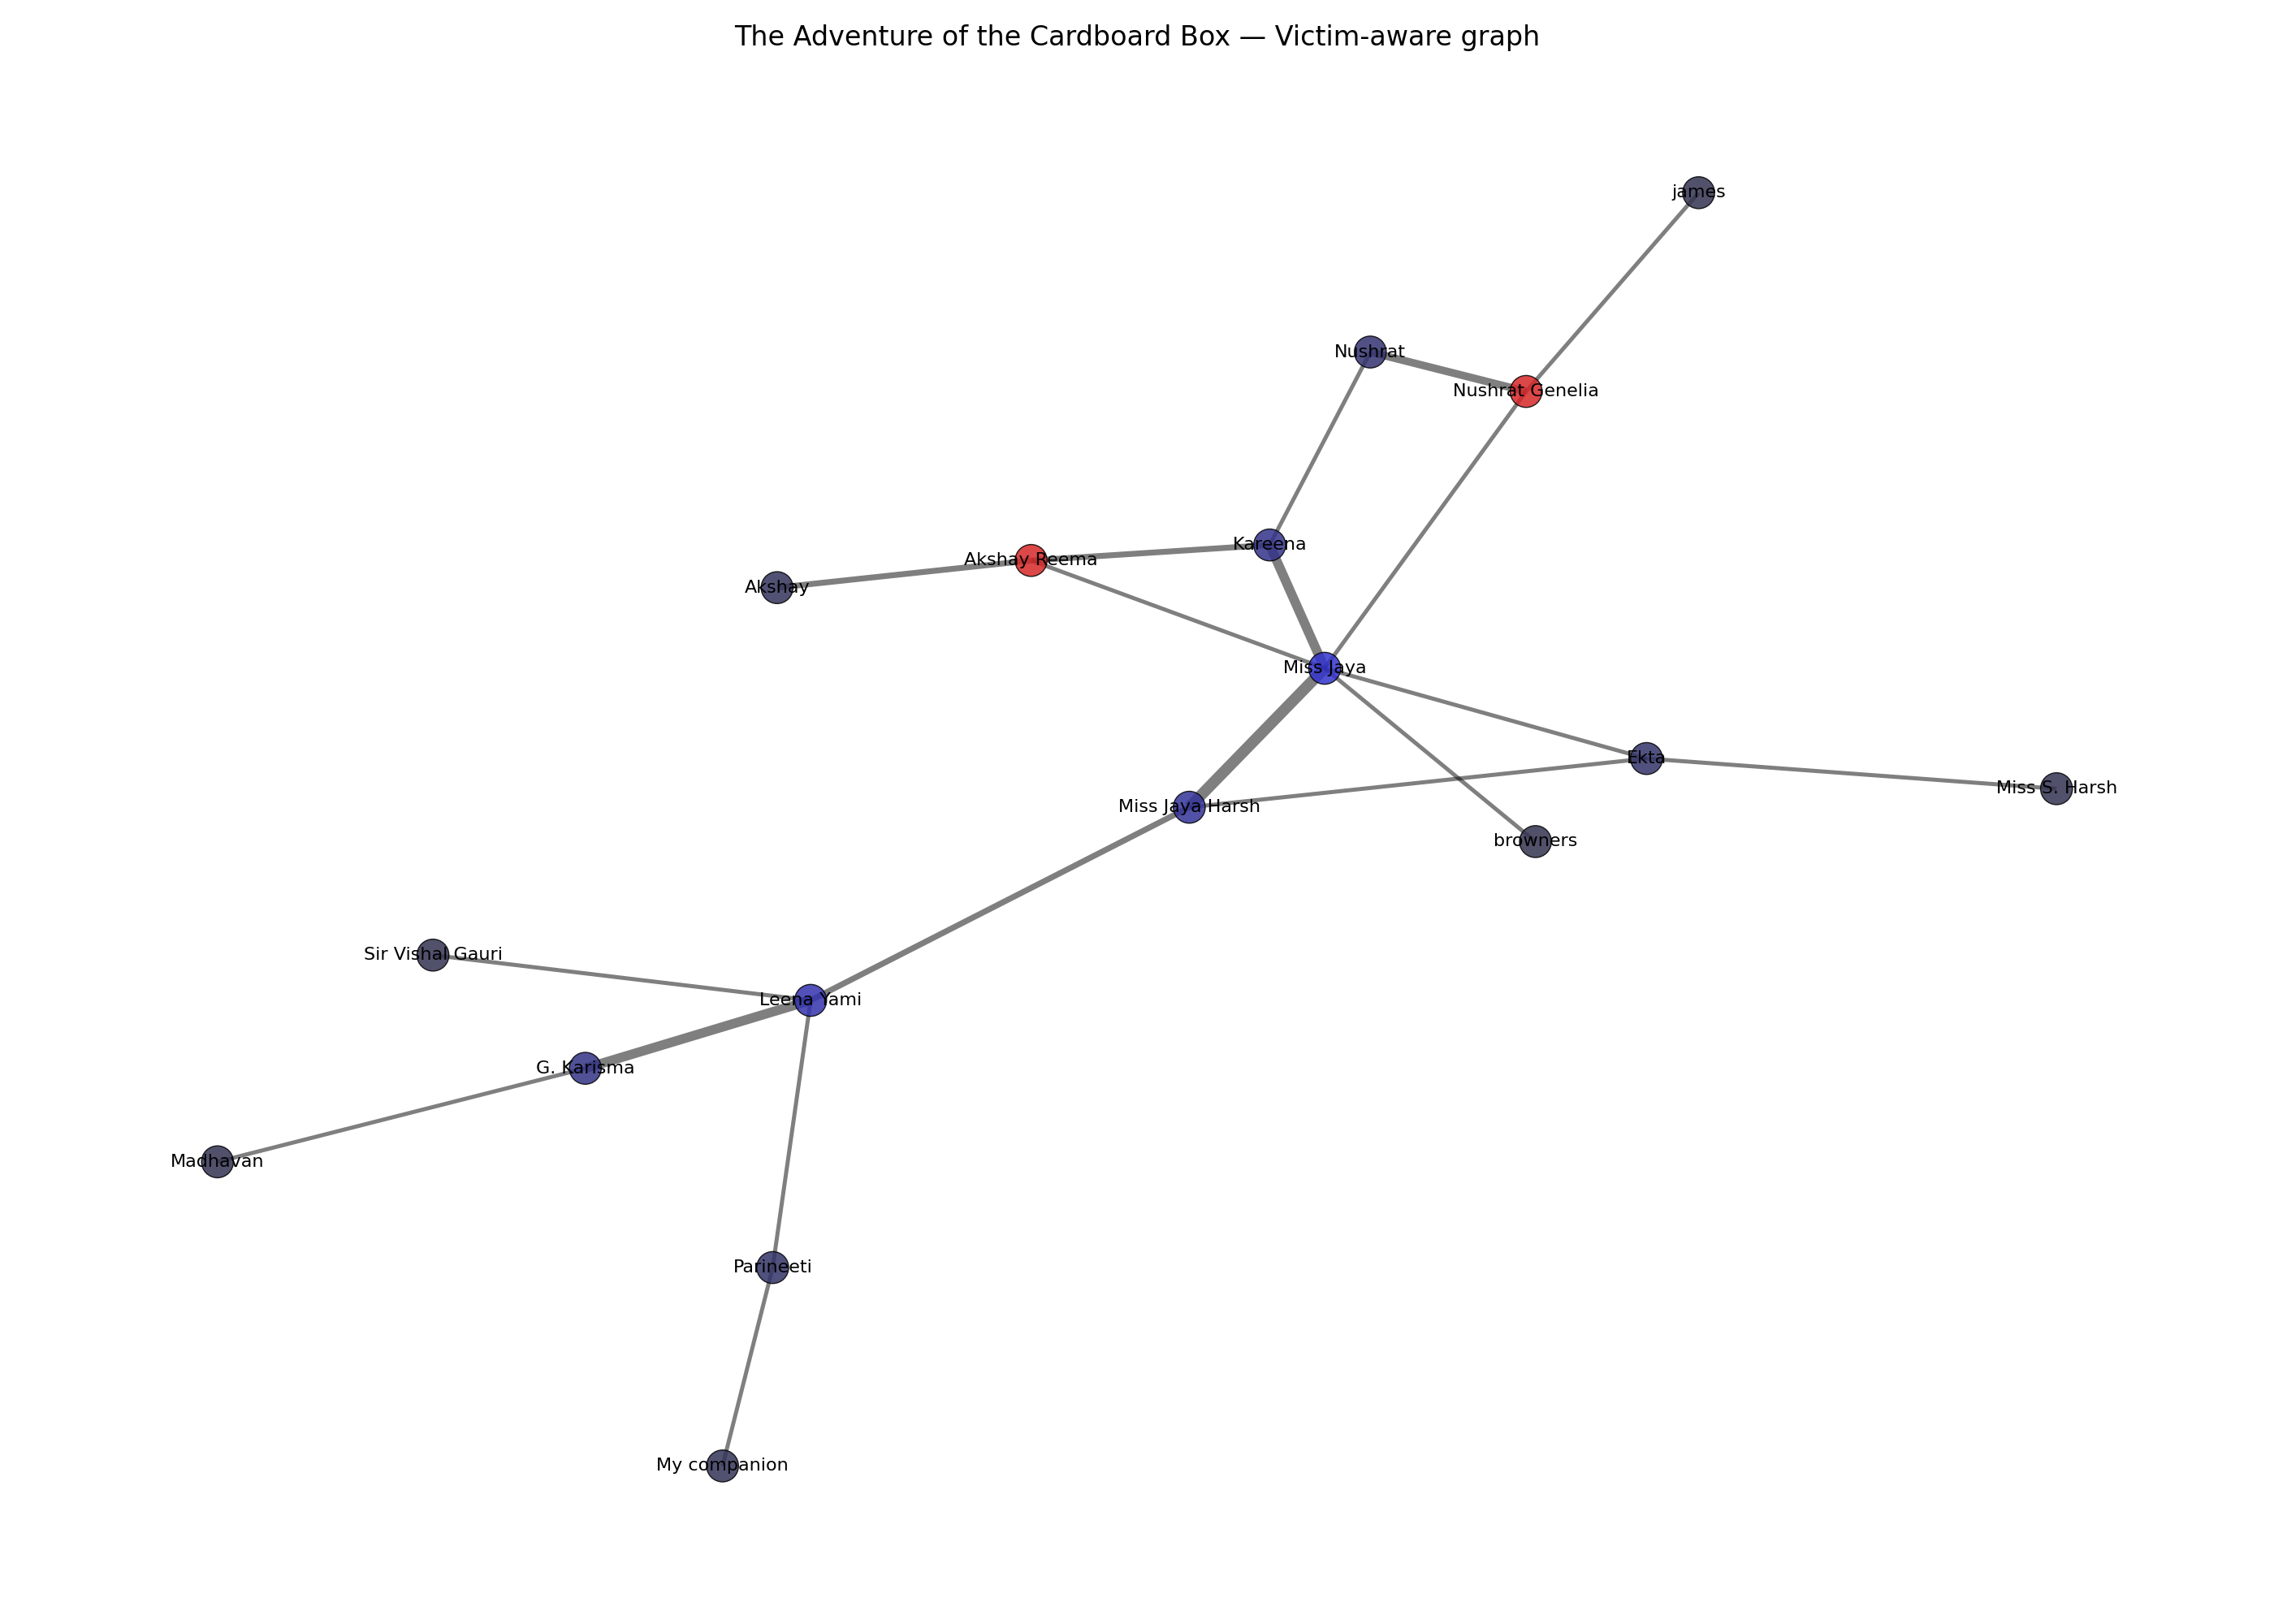 The Adventure of the Cardboard Box — Victim-aware graph
james
Nushrat
Nushrat Genelia
Kareena
Akshay Reema
Akshay
Miss Jaya
Ekta
Miss S. Harsh
Miss Jaya Harsh
browners
Sir Vishal Gauri
Leena Yami
G. Karisma
Madhavan
Parineeti
My companion